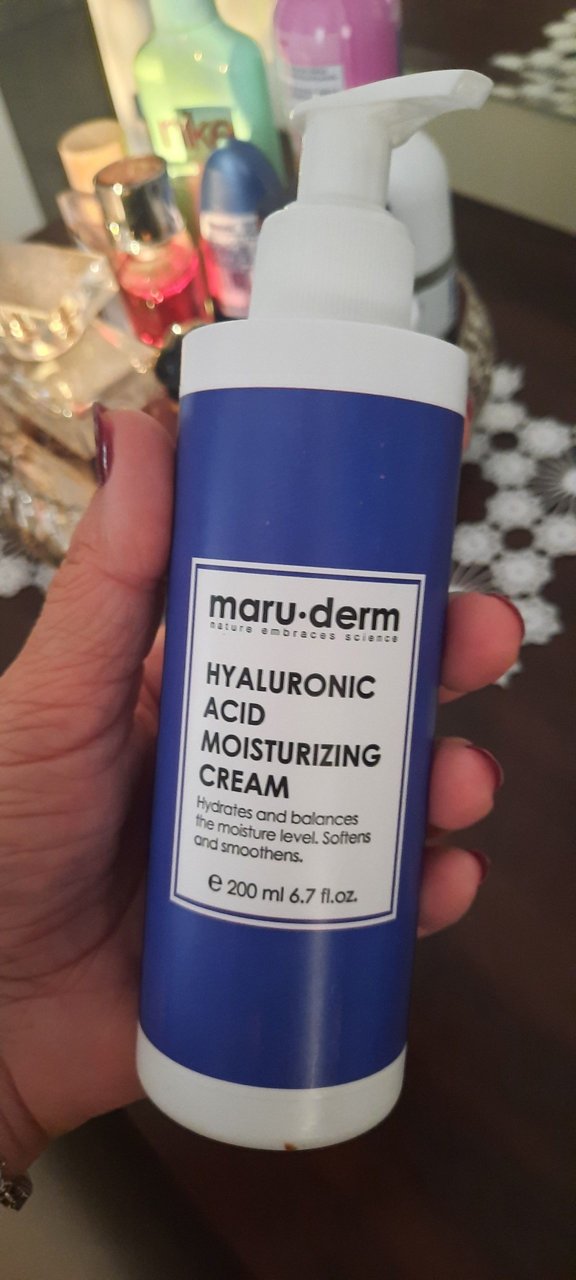 nike
maru·derm
nature embraces science
HYALURONIC
ACID
MOISTURIZING
CREAM
Hydrates and balances
the moisture level. Softens
and smoothens.
℮ 200 ml 6.7 fl.oz.